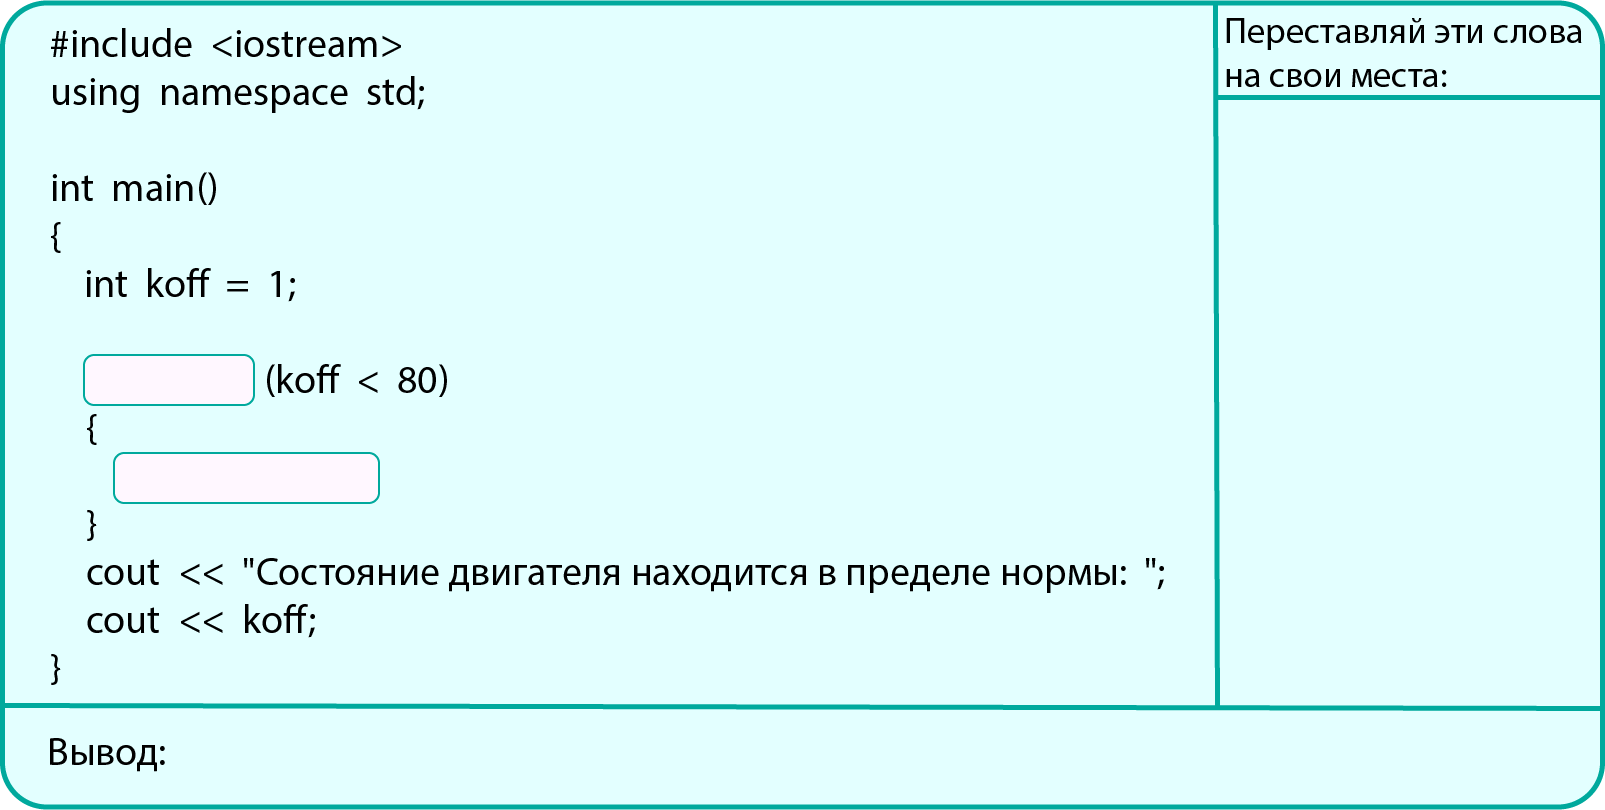 #include <iostream>
using namespace std;
int main()
{
int koff = 1;
(koff < 80)
{
}
cout << "Состояние двигателя находится в пределе нормы: ";
cout << koff;
}
Переставляй эти слова
на свои места:
Вывод: